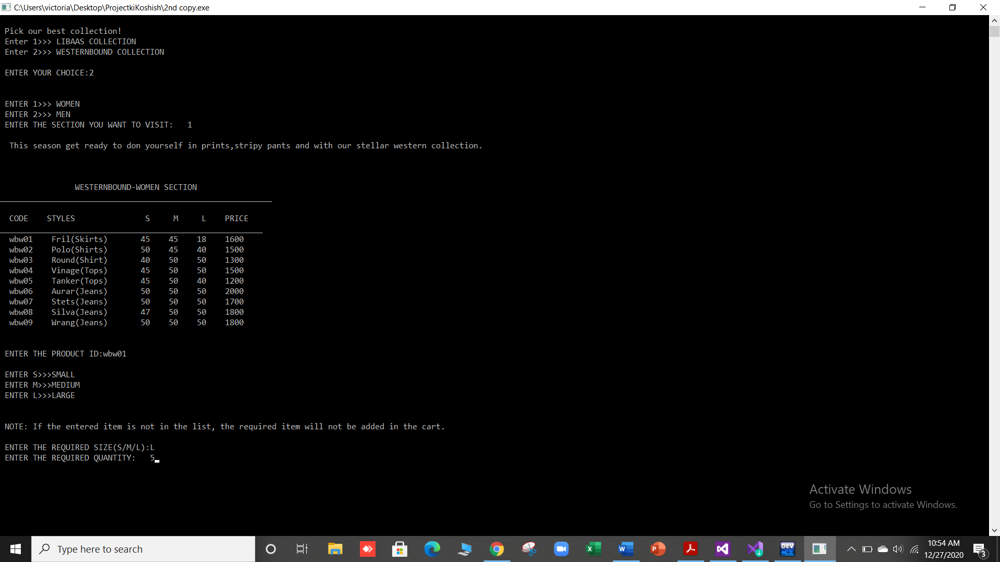 C:\Users\victoria\Desktop\ProjectkiKoshish\2nd copy.exe
Pick our best collection!
Enter 1>>> LIBAAS COLLECTION
Enter 2>>> WESTERNBOUND COLLECTION
ENTER YOUR CHOICE:2
ENTER 1>>> WOMEN
ENTER 2>>> MEN
ENTER THE SECTION YOU WANT TO VISIT:   1
This season get ready to don yourself in prints,stripy pants and with our stellar western collection.
WESTERNBOUND-WOMEN SECTION
CODE    STYLES    S    M    L    PRICE
wbw01    Fril(Skirts)    45    45    18    1600
wbw02    Polo(Shirts)    50    45    40    1500
wbw03    Round(Shirt)    40    50    50    1300
wbw04    Vinage(Tops)    45    50    50    1500
wbw05    Tanker(Tops)    45    50    40    1200
wbw06    Aurar(Jeans)    50    50    50    2000
wbw07    Stets(Jeans)    50    50    50    1700
wbw08    Silva(Jeans)    47    50    50    1800
wbw09    Wrang(Jeans)    50    50    50    1800
ENTER THE PRODUCT ID:wbw01
ENTER S>>>SMALL
ENTER M>>>MEDIUM
ENTER L>>>LARGE
NOTE: If the entered item is not in the list, the required item will not be added in the cart.
ENTER THE REQUIRED SIZE(S/M/L):L
ENTER THE REQUIRED QUANTITY:   5
Activate Windows
Go to Settings to activate Windows.
Type here to search
DEV
10:54 AM
12/27/2020
3